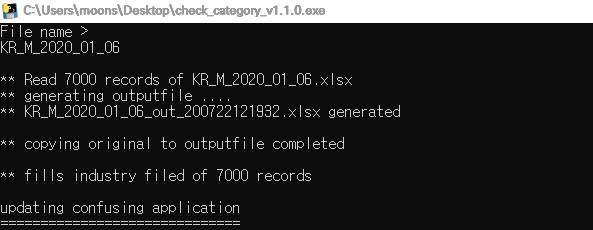 C:\Users\moons\Desktop\check_category_v1.1.0.exe
File name >
KR_M_2020_01_06
** Read 7000 records of KR_M_2020_01_06.xlsx
** generating outputfile ....
** KR_M_2020_01_06_out_200722121932.xlsx generated
** copying original to outputfile completed
** fills industry filed of 7000 records
updating confusing application
==============================